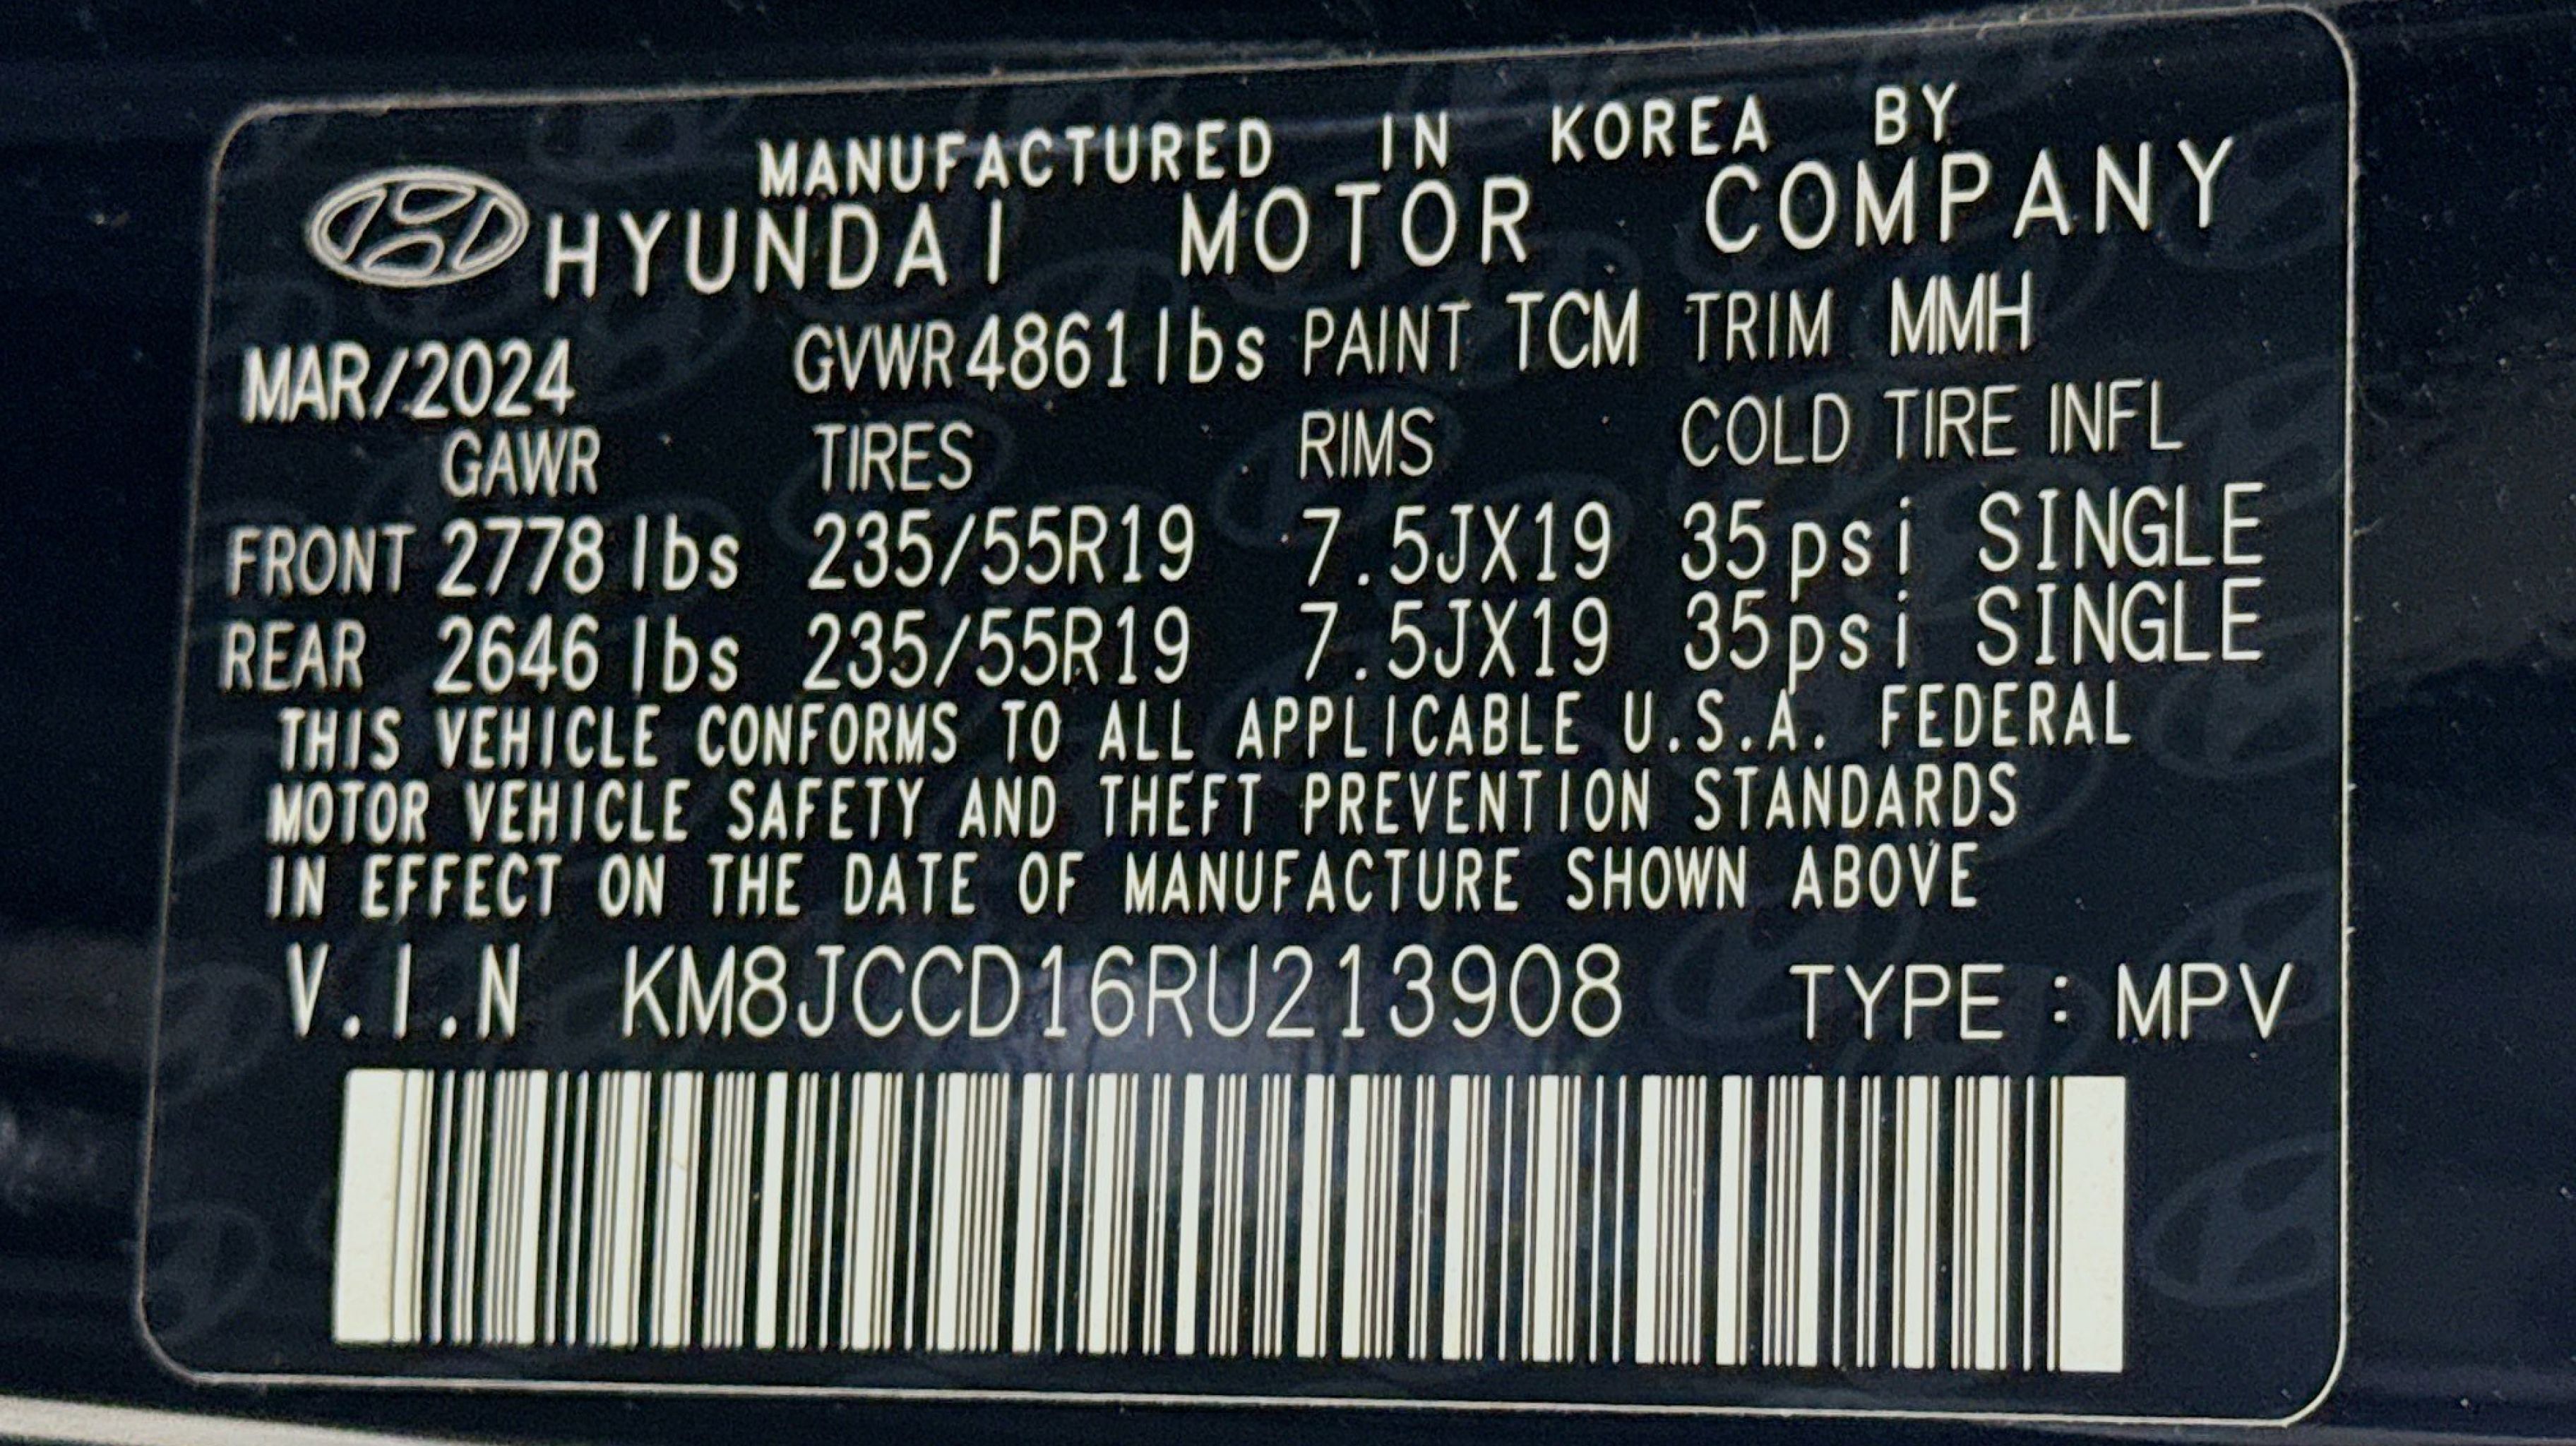 MANUFACTURED IN KOREA BY
HYUNDAI MOTOR COMPANY
MAR/2024 GVWR 4861 lbs PAINT TCM TRIM MMH
GAWR TIRES RIMS COLD TIRE INFL
FRONT 2778 lbs 235/55R19 7.5JX19 35psi SINGLE
REAR 2646 lbs 235/55R19 7.5JX19 35psi SINGLE
THIS VEHICLE CONFORMS TO ALL APPLICABLE U.S.A. FEDERAL
MOTOR VEHICLE SAFETY AND THEFT PREVENTION STANDARDS
IN EFFECT ON THE DATE OF MANUFACTURE SHOWN ABOVE
V.I.N KM8JCCD16RU213908 TYPE : MPV